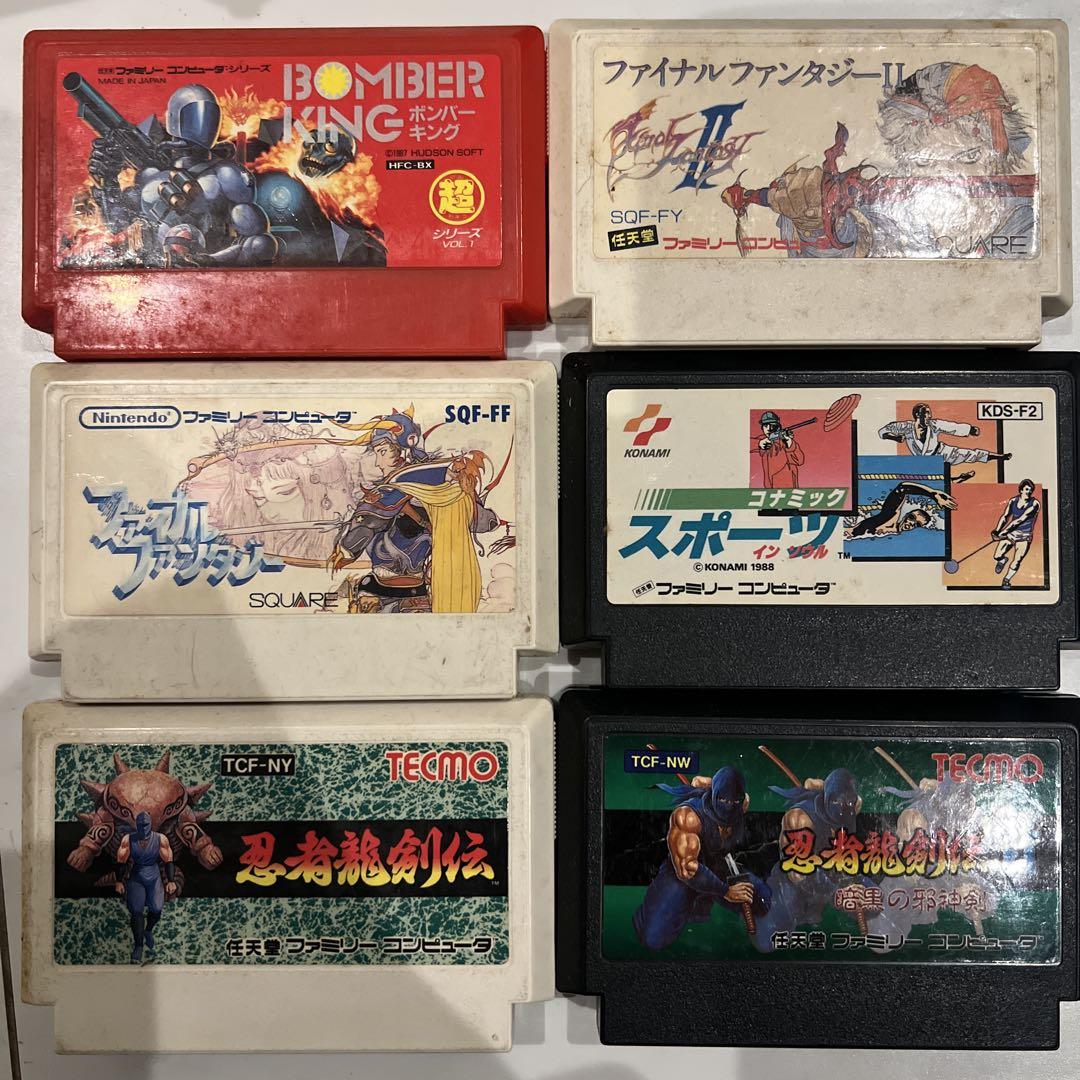 任天堂 ファミリー コンピュータ シリーズ
MADE IN JAPAN
BOMBER
KING ボンバー
キング
©1987 HUDSON SOFT
HFC-BX
超
シリーズ
VOL.1
ファイナルファンタジーII
Final Fantasy
II
SQF-FY
任天堂 ファミリー コンピュータ
SQUARE
Nintendo ファミリー コンピュータ
SQF-FF
ファイナル
ファンタジー
SQUARE
KDS-F2
KONAMI
コナミック
スポーツ
イン ソウル
TM
©KONAMI 1988
任天堂 ファミリー コンピュータ
TCF-NY
TECMO
忍者龍剣伝
TM
任天堂 ファミリー コンピュータ
TCF-NW
TECMO
忍者龍剣伝
暗黒の邪神剣
任天堂 ファミリー コンピュータ